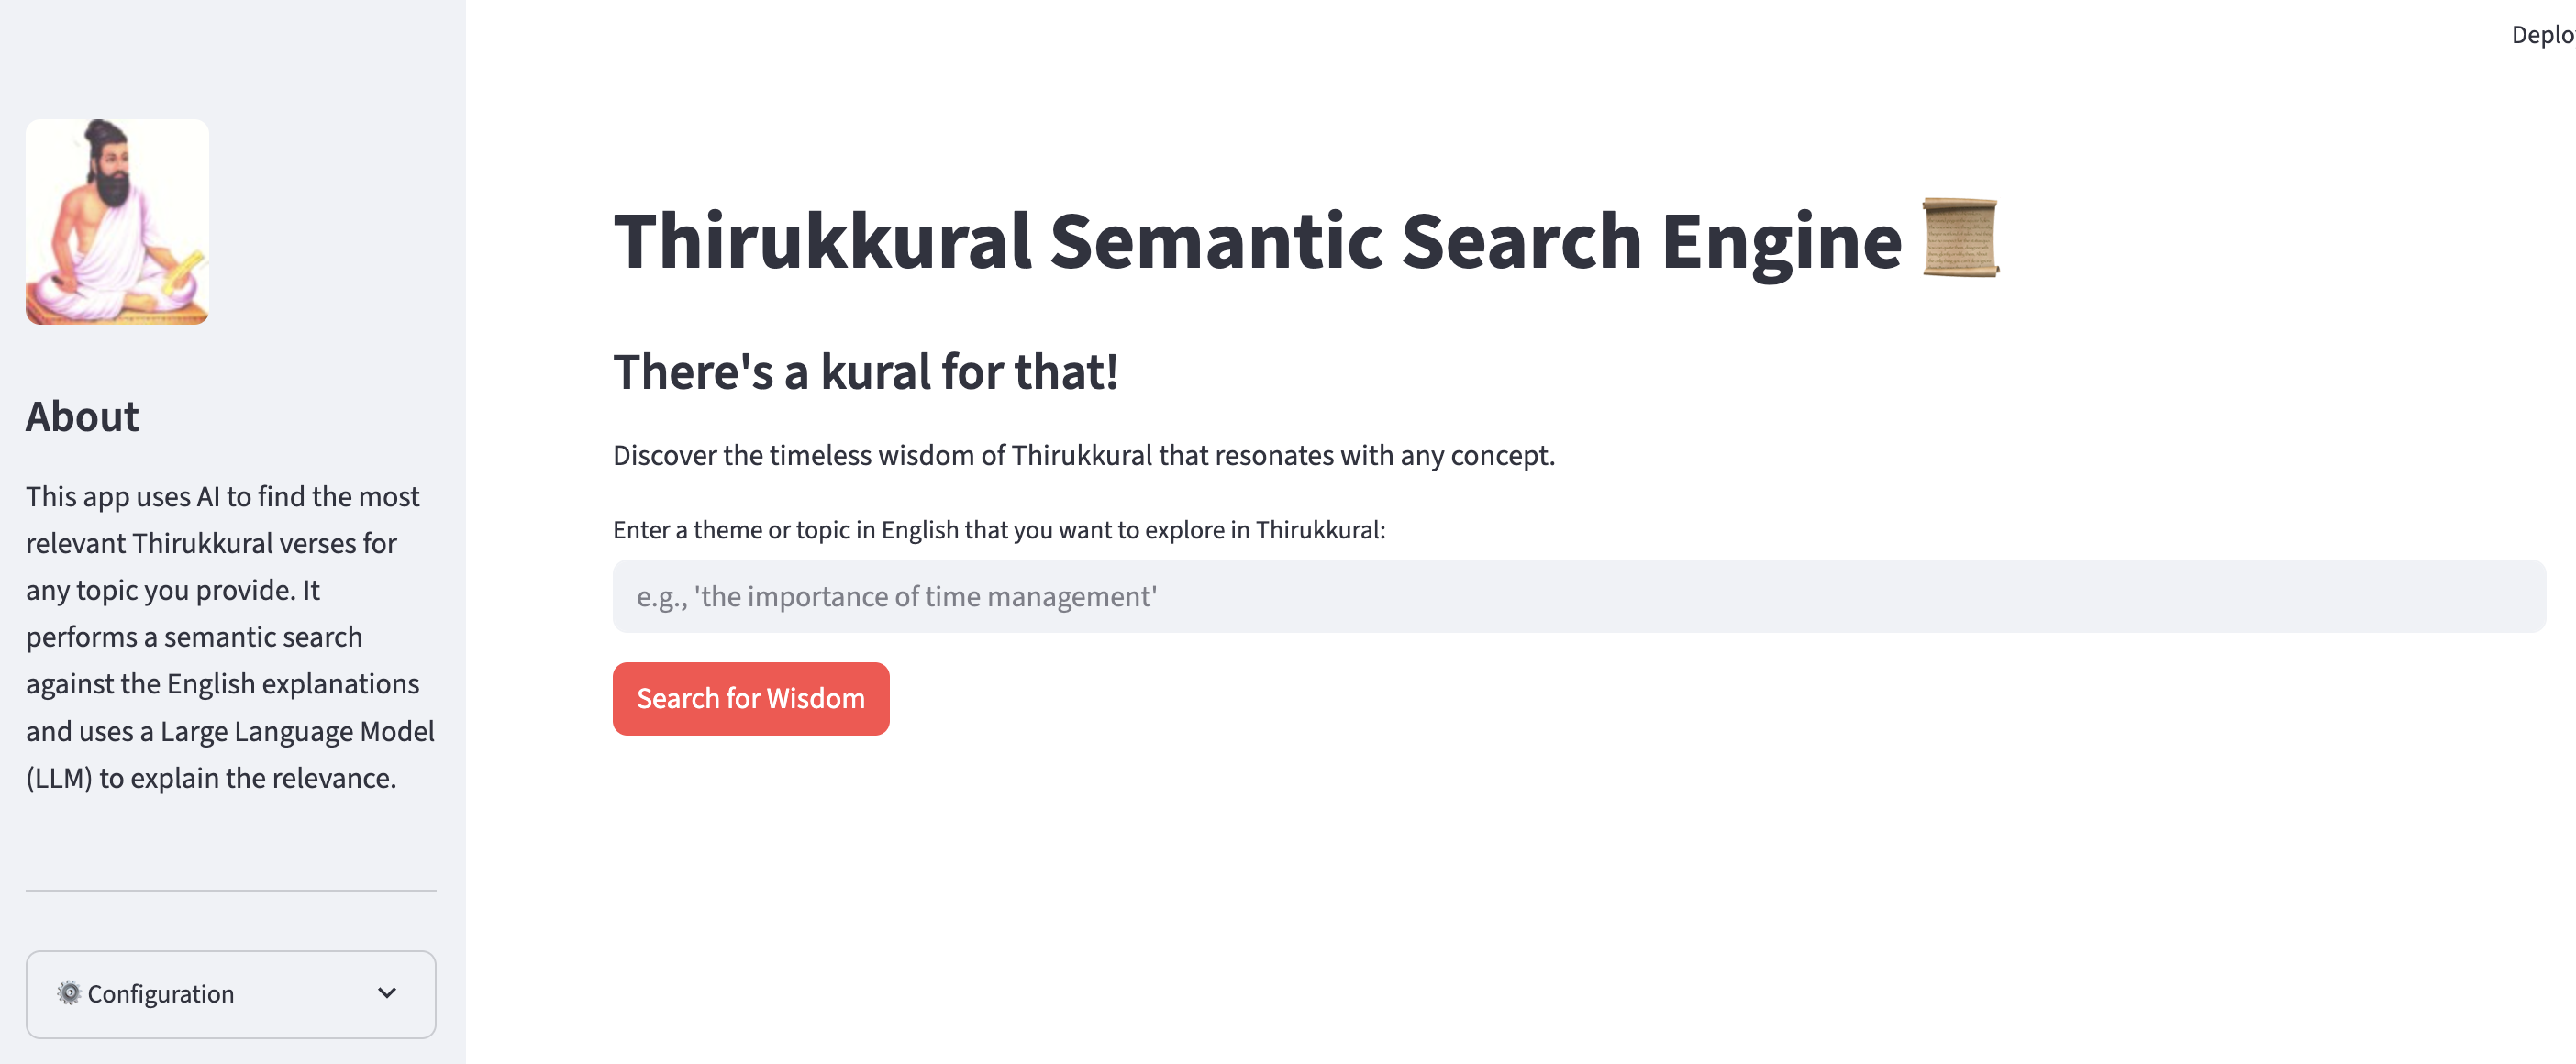 Deplo
Thirukkural Semantic Search Engine
There's a kural for that!
Discover the timeless wisdom of Thirukkural that resonates with any concept.
Enter a theme or topic in English that you want to explore in Thirukkural:
e.g., 'the importance of time management'
Search for Wisdom
About
This app uses AI to find the most
relevant Thirukkural verses for
any topic you provide. It
performs a semantic search
against the English explanations
and uses a Large Language Model
(LLM) to explain the relevance.
Configuration